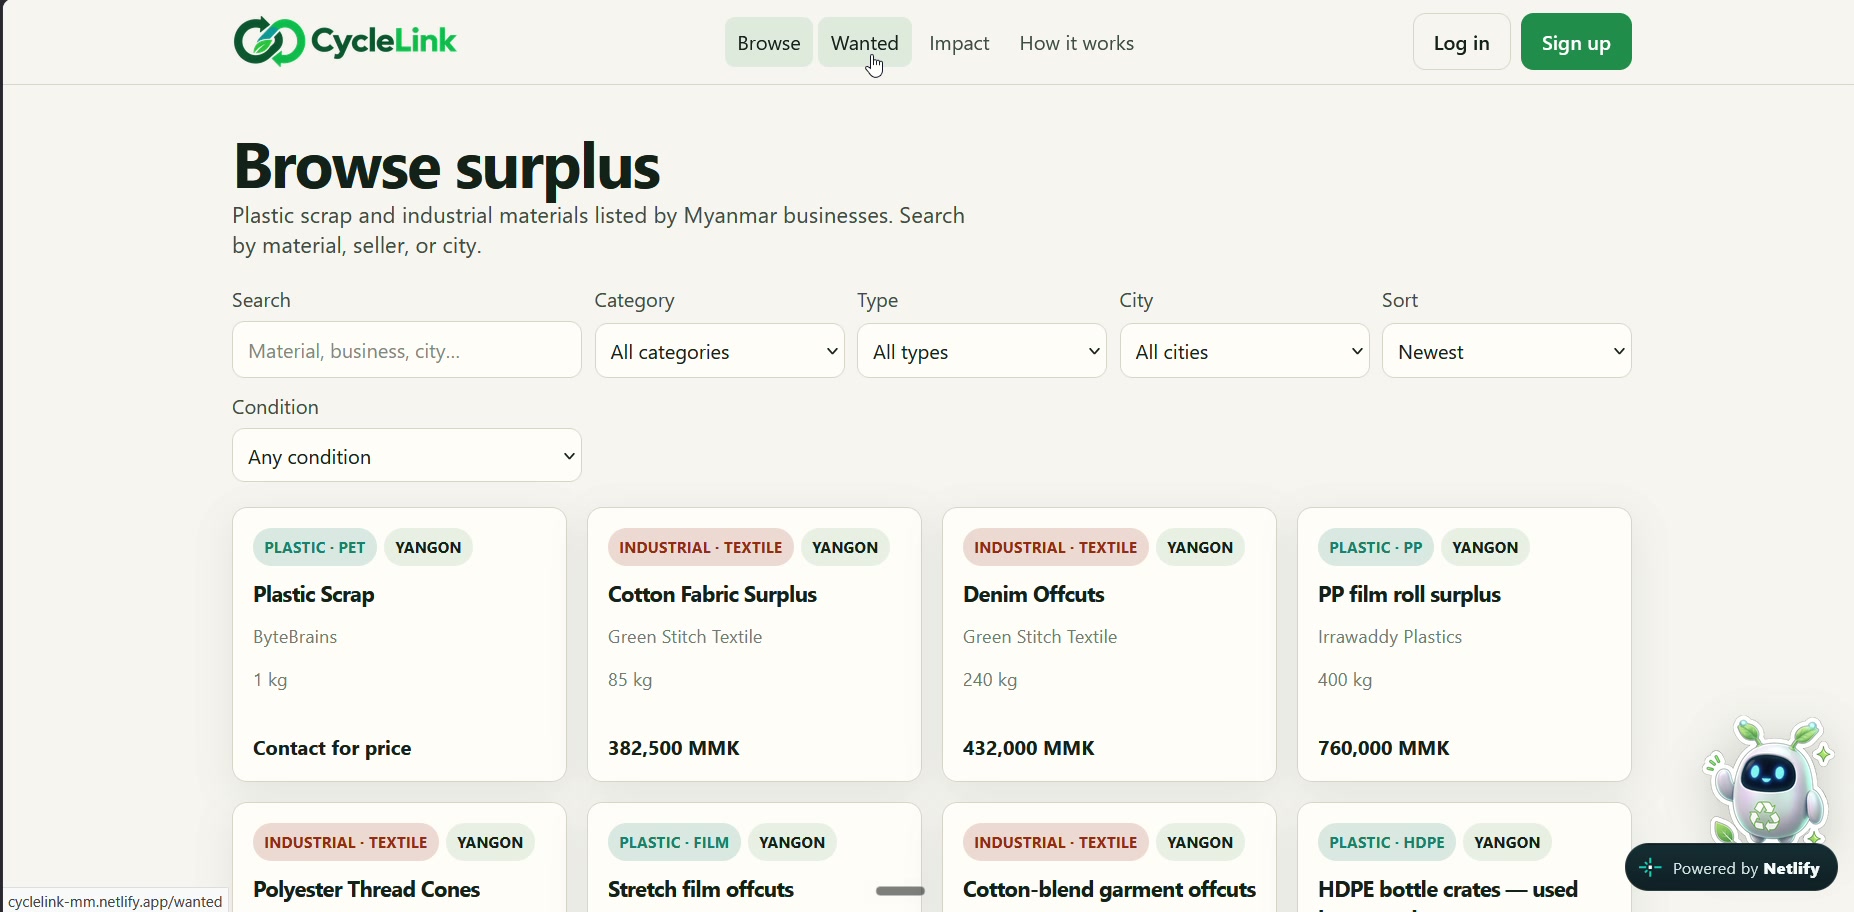 CycleLink
Browse
Wanted
Impact
How it works
Log in
Sign up
Browse surplus
Plastic scrap and industrial materials listed by Myanmar businesses. Search
by material, seller, or city.
Search
Category
Type
City
Sort
Material, business, city...
All categories
All types
All cities
Newest
Condition
Any condition
PLASTIC · PET
YANGON
Plastic Scrap
ByteBrains
1 kg
Contact for price
INDUSTRIAL · TEXTILE
YANGON
Cotton Fabric Surplus
Green Stitch Textile
85 kg
382,500 MMK
INDUSTRIAL · TEXTILE
YANGON
Denim Offcuts
Green Stitch Textile
240 kg
432,000 MMK
PLASTIC · PP
YANGON
PP film roll surplus
Irrawaddy Plastics
400 kg
760,000 MMK
INDUSTRIAL · TEXTILE
YANGON
Polyester Thread Cones
PLASTIC · FILM
YANGON
Stretch film offcuts
INDUSTRIAL · TEXTILE
YANGON
Cotton-blend garment offcuts
PLASTIC · HDPE
YANGON
HDPE bottle crates — used
Powered by Netlify
cyclelink-mm.netlify.app/wanted